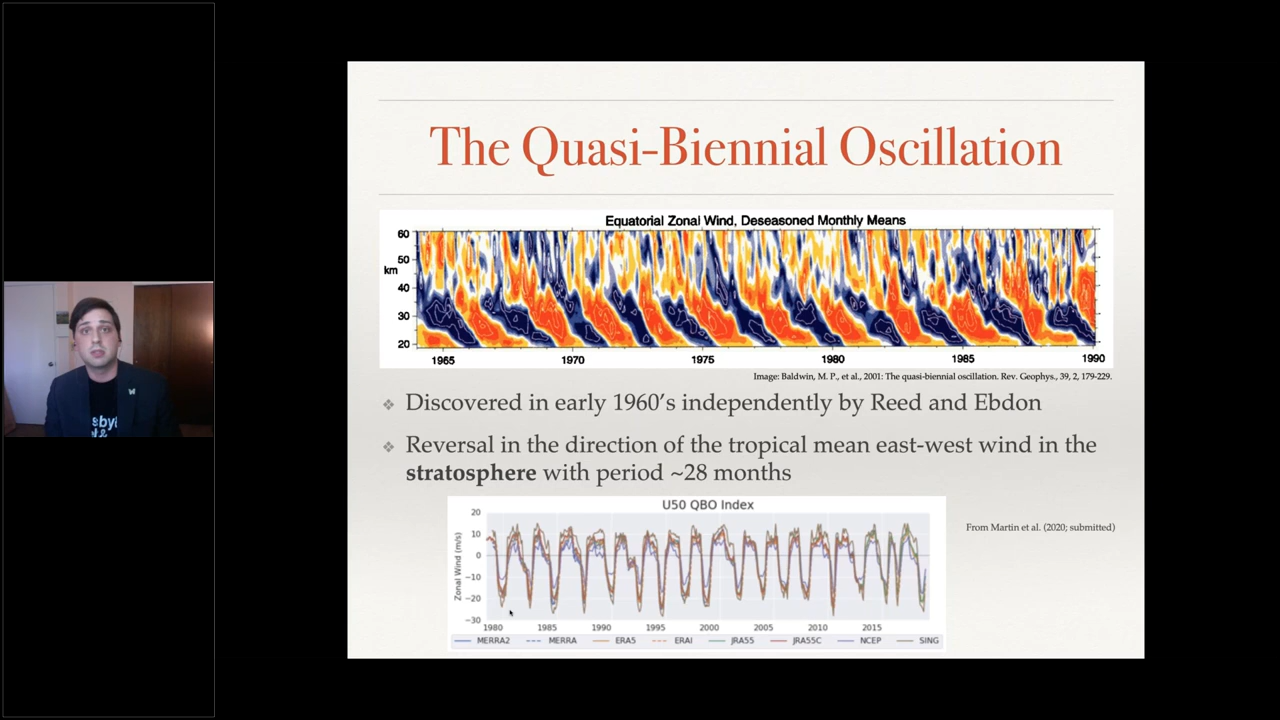 The Quasi-Biennial Oscillation
Equatorial Zonal Wind, Deseasoned Monthly Means
60
50
km
40
30
20
1965 1970 1975 1980 1985 1990
Image: Baldwin, M. P., et al., 2001: The quasi-biennial oscillation. Rev. Geophys., 39, 2, 179-229.
Discovered in early 1960's independently by Reed and Ebdon
Reversal in the direction of the tropical mean east-west wind in the
stratosphere with period ~28 months
U50 QBO Index
From Martin et al. (2020; submitted)
Zonal Wind (m/s)
20
10
0
−10
−20
−30
1980 1985 1990 1995 2000 2005 2010 2015
MERRA2 MERRA ERA5 ERAI JRA55 JRA55C NCEP SING